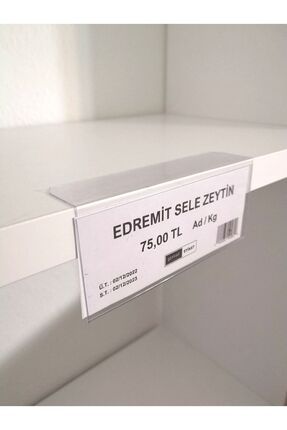 EDREMİT SELE ZEYTİN
75,00 TL Ad / Kg
Ü.T. : 02/12/2022
S.T. : 02/12/2023